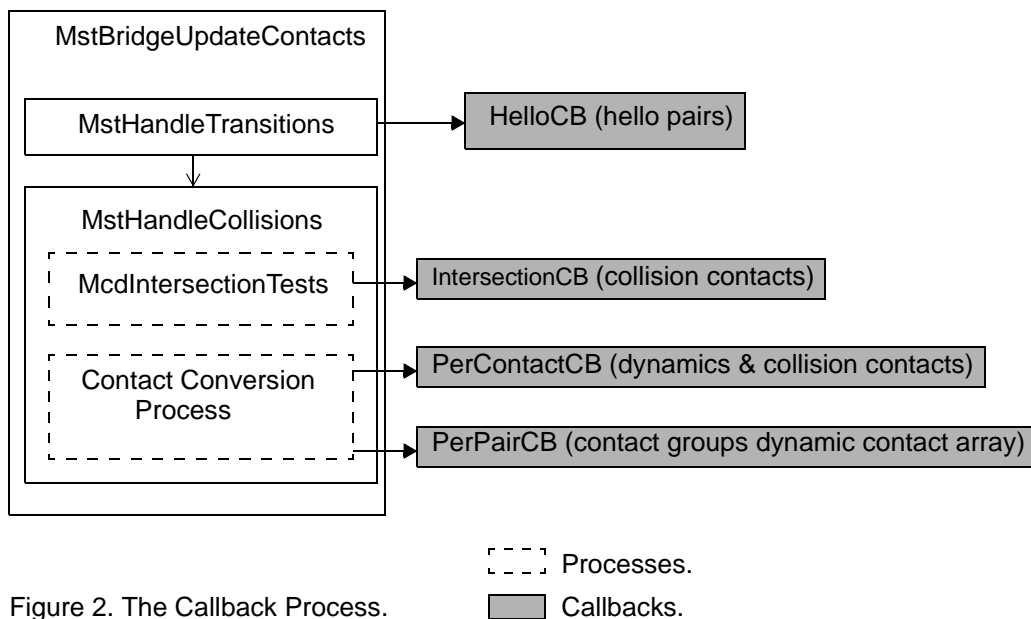 MstBridgeUpdateContacts
MstHandleTransitions
HelloCB (hello pairs)
MstHandleCollisions
McdIntersectionTests
IntersectionCB (collision contacts)
Contact Conversion
Process
PerContactCB (dynamics & collision contacts)
PerPairCB (contact groups dynamic contact array)
Processes.
Figure 2. The Callback Process.
Callbacks.